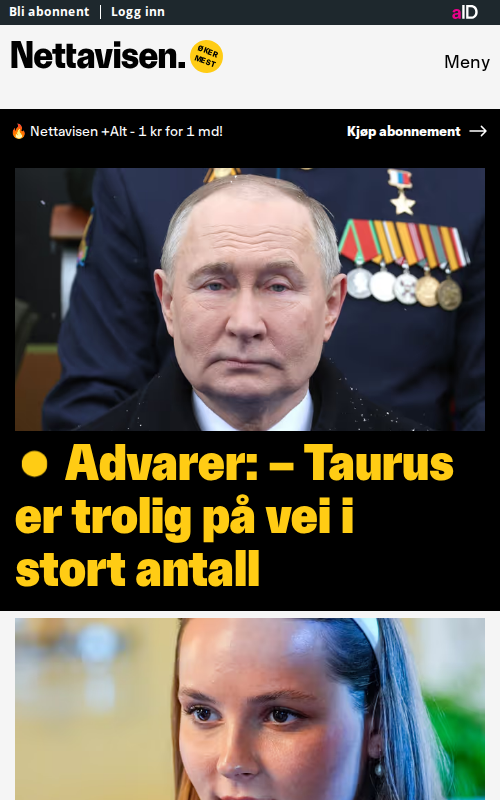 Bli abonnent | Logg inn
aID
Nettavisen.
ØKER
MEST
Meny
🔥 Nettavisen +Alt - 1 kr for 1 md!
Kjøp abonnement →
Advarer: – Taurus
er trolig på vei i
stort antall